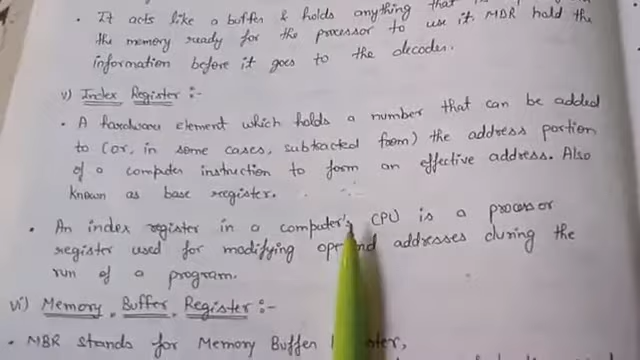 • It acts like a buffer & holds anything that
the memory ready for the processor to use it. MBR hold the
information before it goes to the decoder.
v) Index Register :-
• A hardware element which holds a number that can be added
to (or, in some cases, subtracted from) the address portion
of a computer instruction to form an effective address. Also
known as base register.
• An index register in a computer's CPU is a processor
register used for modifying operand addresses during the
run of a program.
vi) Memory Buffer Register :-
• MBR stands for Memory Buffer